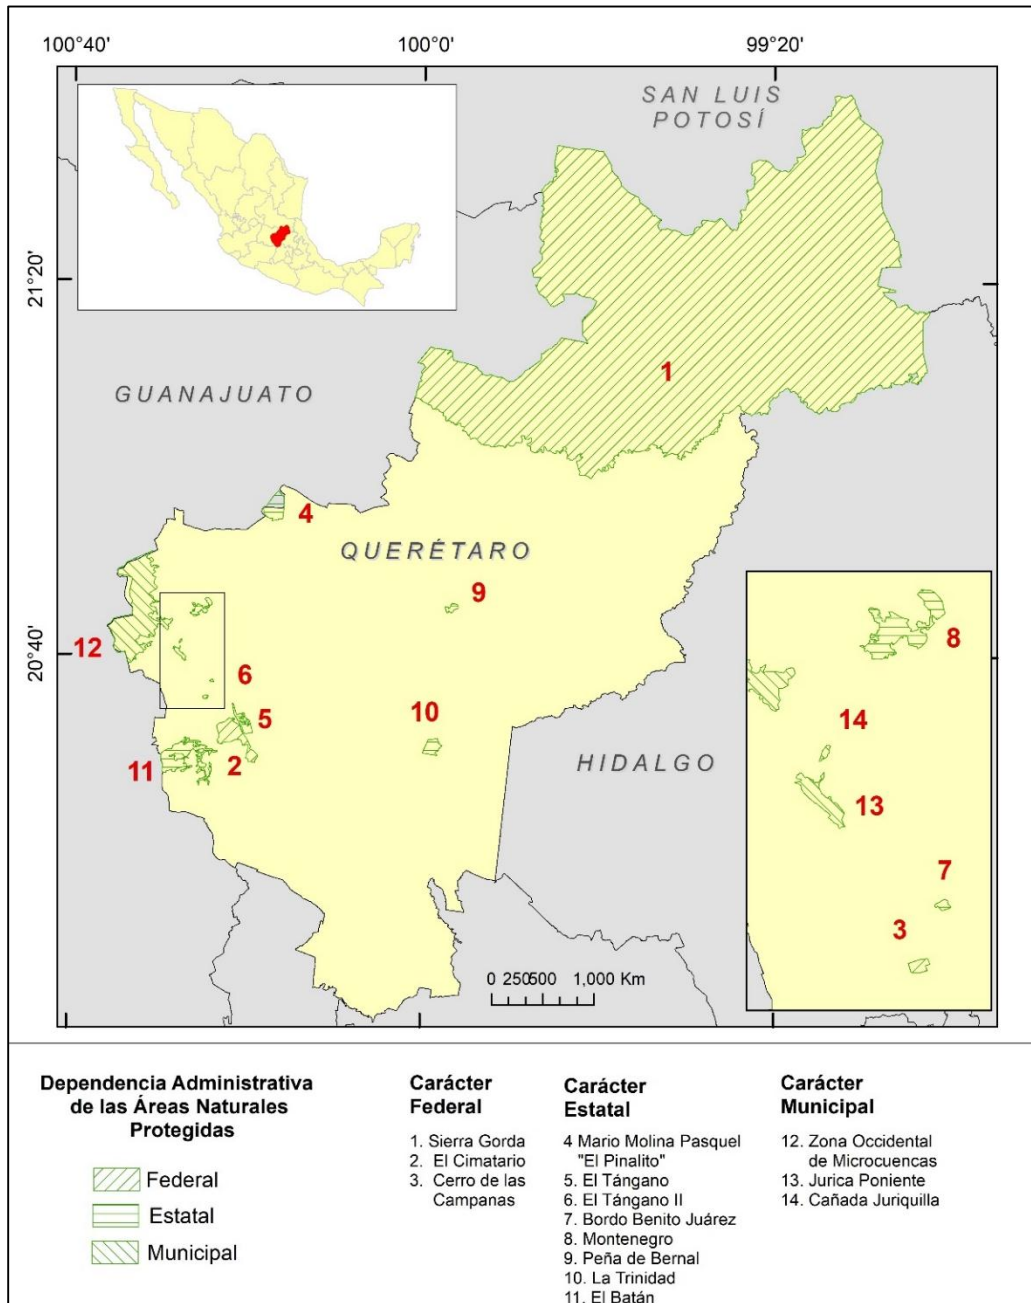 100°40' 100°0' 99°20'
SAN LUIS
POTOSÍ
21°20'
1
GUANAJUATO
4
QUERÉTARO
9
12
20°40'
6
10
5
11
2
HIDALGO
8
14
13
7
3
0 250500 1,000 Km
Dependencia Administrativa
de las Áreas Naturales
Protegidas
Federal
Estatal
Municipal
Carácter
Federal
1. Sierra Gorda
2. El Cimatario
3. Cerro de las
Campanas
Carácter
Estatal
4 Mario Molina Pasquel
"El Pinalito"
5. El Tángano
6. El Tángano II
7. Bordo Benito Juárez
8. Montenegro
9. Peña de Bernal
10. La Trinidad
11. El Batán
Carácter
Municipal
12. Zona Occidental
de Microcuencas
13. Jurica Poniente
14. Cañada Juriquilla